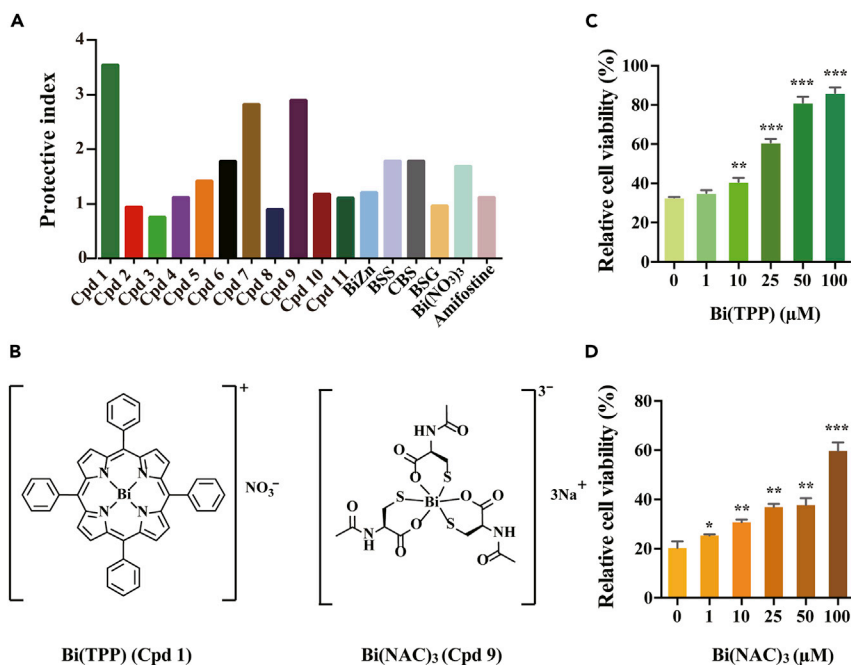 A
Protective index
4
3
2
1
0
Cpd 1
Cpd 2
Cpd 3
Cpd 4
Cpd 5
Cpd 6
Cpd 7
Cpd 8
Cpd 9
Cpd 10
Cpd 11
BiZn
BSS
CBS
BSG
Bi(NO₃)₃
Amifostine
C
Relative cell viability (%)
100
80
60
40
20
0
**
***
***
***
0 1 10 25 50 100
Bi(TPP) (μM)
B
+
N N
Bi
N N
NO₃⁻
Bi(TPP) (Cpd 1)
3−
O
HN
O
O S
S Bi O
O
O S
O
N
H
O
NH
O
3Na⁺
Bi(NAC)₃ (Cpd 9)
D
Relative cell viability (%)
80
60
40
20
0
*
**
**
**
***
0 1 10 25 50 100
Bi(NAC)₃ (μM)